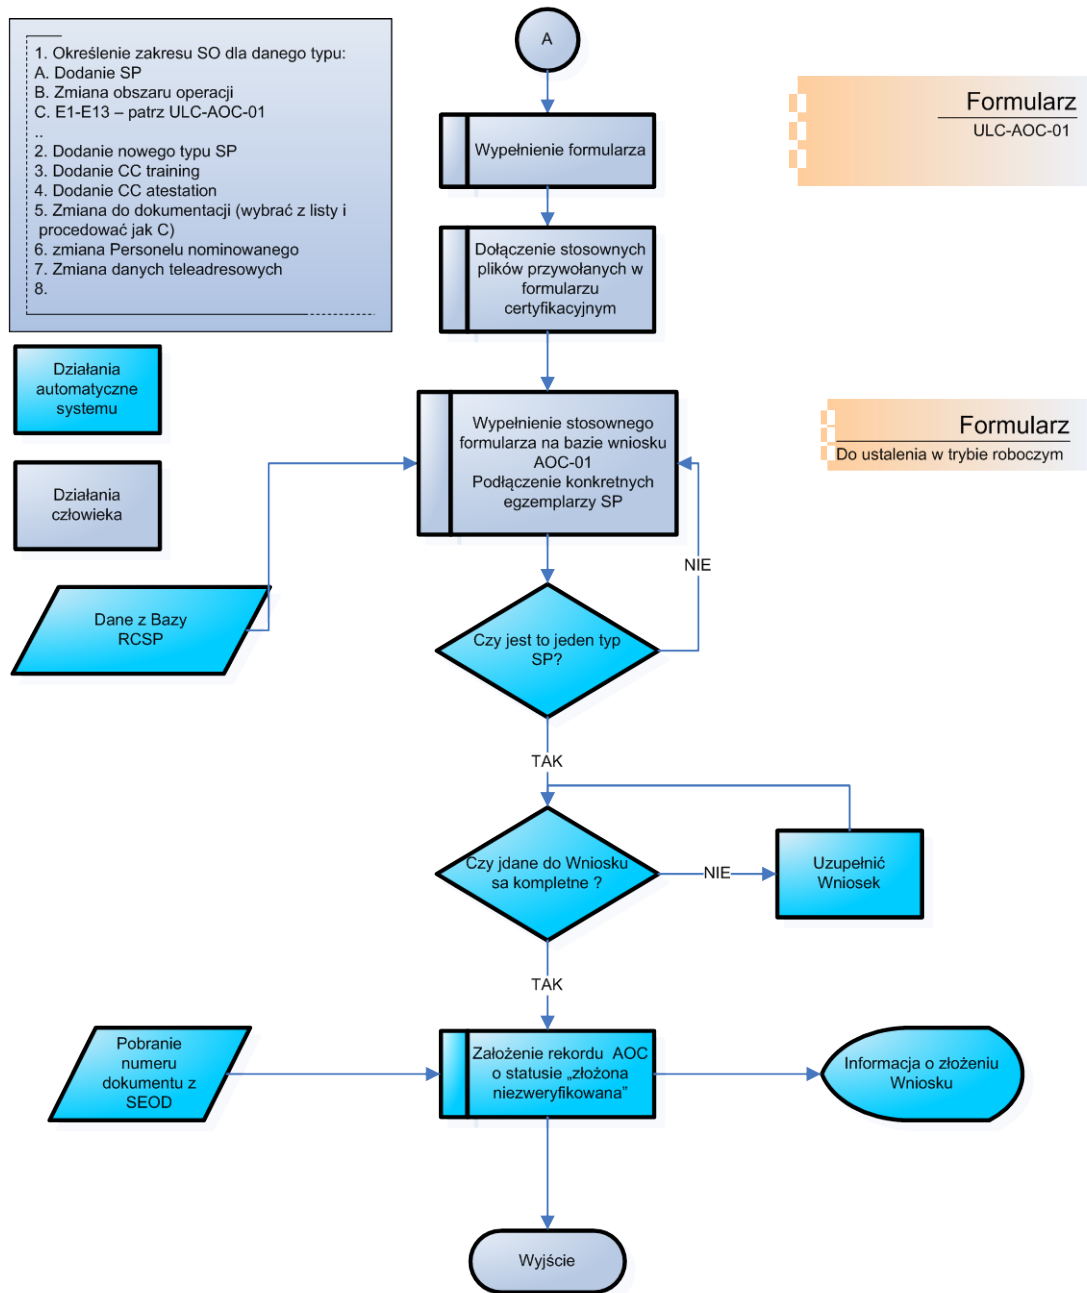 1. Określenie zakresu SO dla danego typu:
A. Dodanie SP
B. Zmiana obszaru operacji
C. E1-E13 – patrz ULC-AOC-01
..
2. Dodanie nowego typu SP
3. Dodanie CC training
4. Dodanie CC atestation
5. Zmiana do dokumentacji (wybrać z listy i
procedować jak C)
6. zmiana Personelu nominowanego
7. Zmiana danych teleadresowych
8.
A
Formularz
ULC-AOC-01
Wypełnienie formularza
Dołączenie stosownych
plików przywołanych w
formularzu
certyfikacyjnym
Działania
automatyczne
systemu
Działania
człowieka
Wypełnienie stosownego
formularza na bazie wniosku
AOC-01
Podłączenie konkretnych
egzemplarzy SP
Formularz
Do ustalenia w trybie roboczym
NIE
Dane z Bazy
RCSP
Czy jest to jeden typ
SP?
TAK
Czy jdane do Wniosku
sa kompletne ?
NIE
Uzupełnić
Wniosek
TAK
Pobranie
numeru
dokumentu z
SEOD
Założenie rekordu AOC
o statusie „złożona
niezweryfikowana”
Informacja o złożeniu
Wniosku
Wyjście